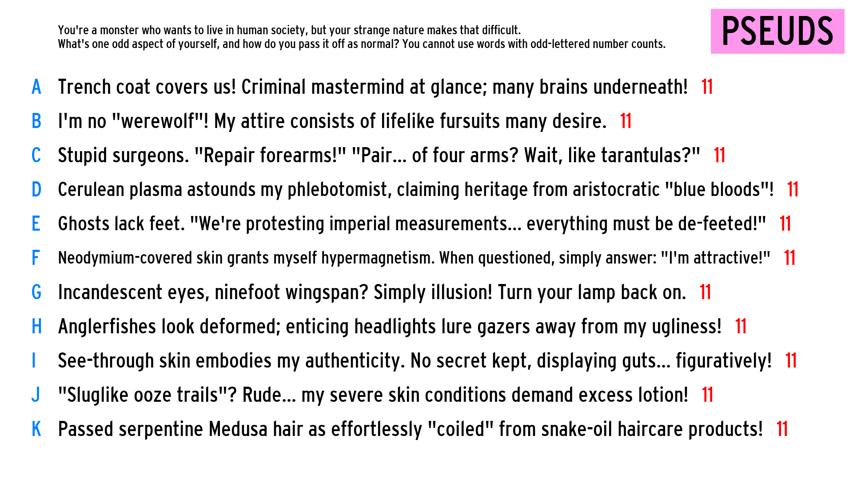 You're a monster who wants to live in human society, but your strange nature makes that difficult.
What's one odd aspect of yourself, and how do you pass it off as normal? You cannot use words with odd-lettered number counts.
PSEUDS
A Trench coat covers us! Criminal mastermind at glance; many brains underneath! 11
B I'm no "werewolf"! My attire consists of lifelike fursuits many desire. 11
C Stupid surgeons. "Repair forearms!" "Pair... of four arms? Wait, like tarantulas?" 11
D Cerulean plasma astounds my phlebotomist, claiming heritage from aristocratic "blue bloods"! 11
E Ghosts lack feet. "We're protesting imperial measurements... everything must be de-feeted!" 11
F Neodymium-covered skin grants myself hypermagnetism. When questioned, simply answer: "I'm attractive!" 11
G Incandescent eyes, ninefoot wingspan? Simply illusion! Turn your lamp back on. 11
H Anglerfishes look deformed; enticing headlights lure gazers away from my ugliness! 11
I See-through skin embodies my authenticity. No secret kept, displaying guts... figuratively! 11
J "Sluglike ooze trails"? Rude... my severe skin conditions demand excess lotion! 11
K Passed serpentine Medusa hair as effortlessly "coiled" from snake-oil haircare products! 11